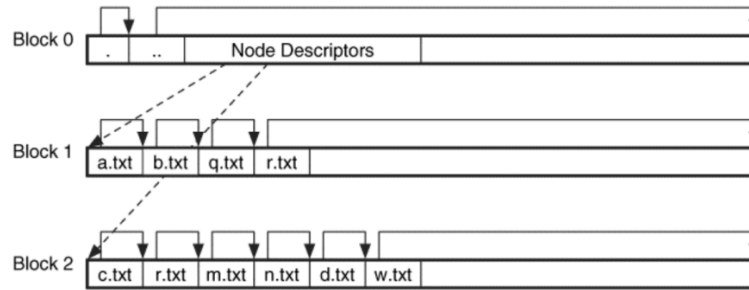 Block 0 . .. Node Descriptors
Block 1 a.txt b.txt q.txt r.txt
Block 2 c.txt r.txt m.txt n.txt d.txt w.txt